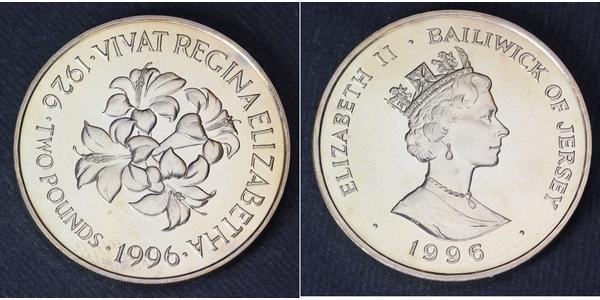 1926 · VIVAT REGINA ELIZABETHA
· TWO POUNDS · 1996 ·
ELIZABETH II · BAILIWICK OF JERSEY
· 1996 ·